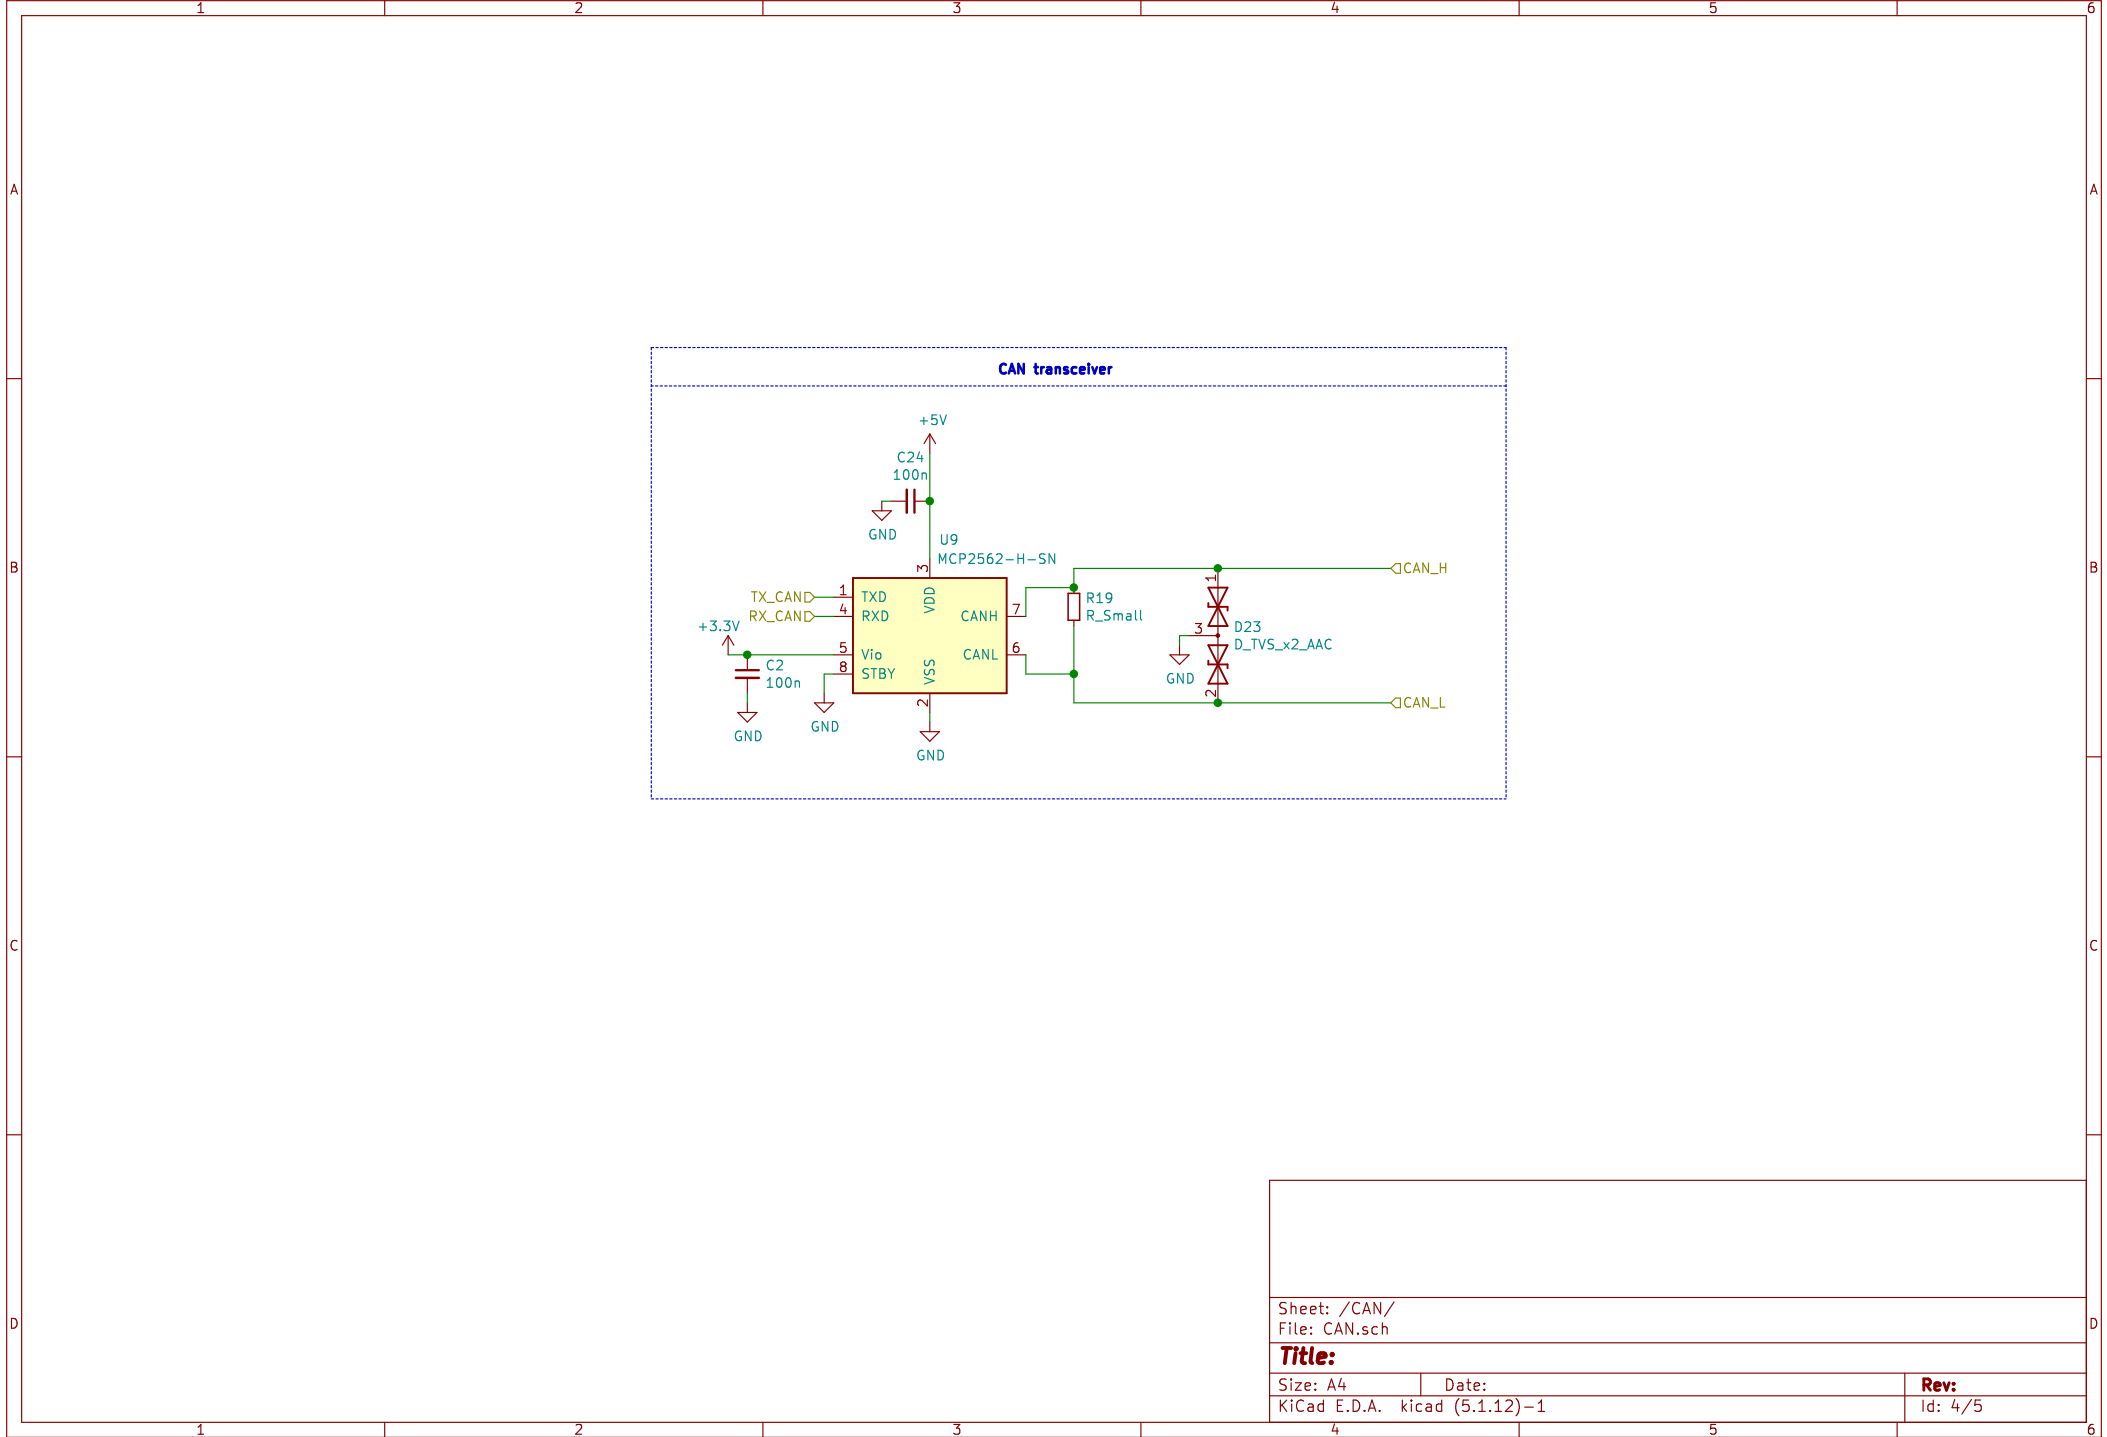 1 2 3 4 5 6
A A
CAN transceiver
+5V
C24
100n
GND
U9
MCP2562-H-SN
3
B B
CAN_H
1
TX_CAN 1 TXD VDD
RX_CAN 4 RXD CANH 7
R19
R_Small
+3.3V
3
D23
D_TVS_x2_AAC
5 Vio CANL 6
C2
100n
8 STBY VSS
GND
2
2
CAN_L
GND
GND
GND
C C
Sheet: /CAN/
File: CAN.sch
D D
Title:
Size: A4 Date: Rev:
KiCad E.D.A. kicad (5.1.12)-1 Id: 4/5
1 2 3 4 5 6